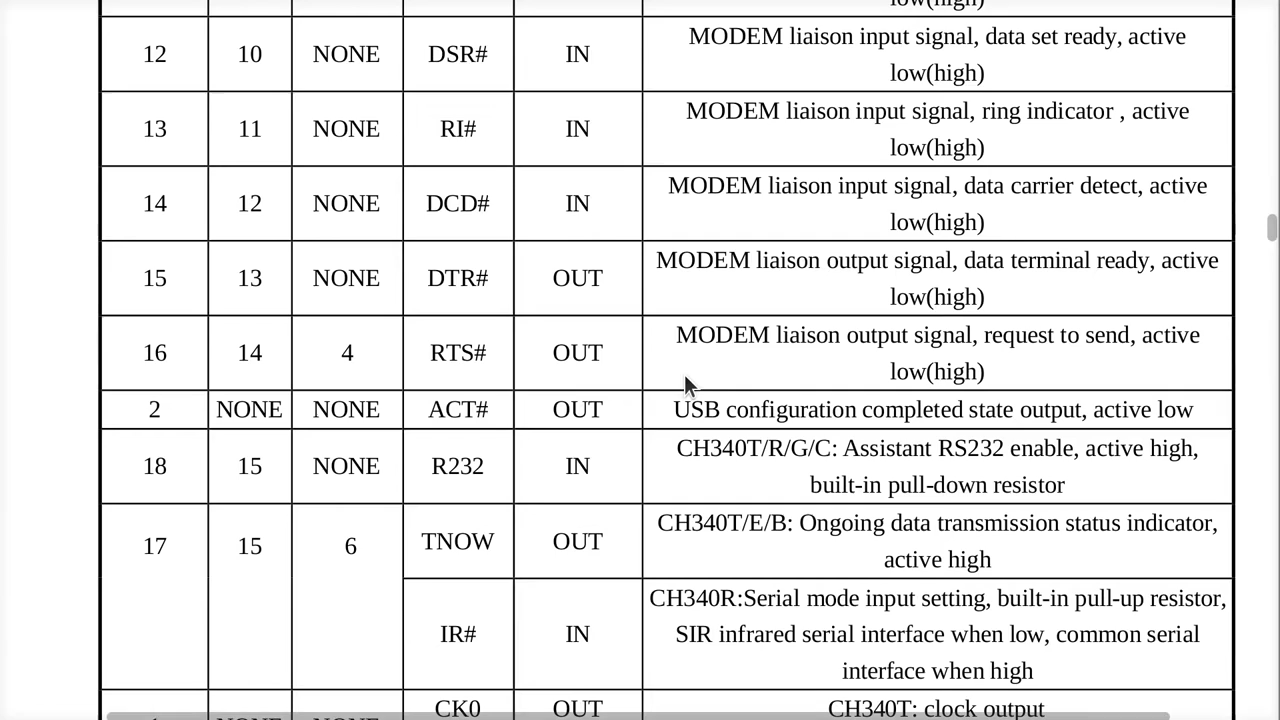 low(high)
12 10 NONE DSR# IN MODEM liaison input signal, data set ready, active
low(high)
13 11 NONE RI# IN MODEM liaison input signal, ring indicator , active
low(high)
14 12 NONE DCD# IN MODEM liaison input signal, data carrier detect, active
low(high)
15 13 NONE DTR# OUT MODEM liaison output signal, data terminal ready, active
low(high)
16 14 4 RTS# OUT MODEM liaison output signal, request to send, active
low(high)
2 NONE NONE ACT# OUT USB configuration completed state output, active low
18 15 NONE R232 IN CH340T/R/G/C: Assistant RS232 enable, active high,
built-in pull-down resistor
17 15 6 TNOW OUT CH340T/E/B: Ongoing data transmission status indicator,
active high
IR# IN CH340R:Serial mode input setting, built-in pull-up resistor,
SIR infrared serial interface when low, common serial
interface when high
CK0 OUT CH340T: clock output